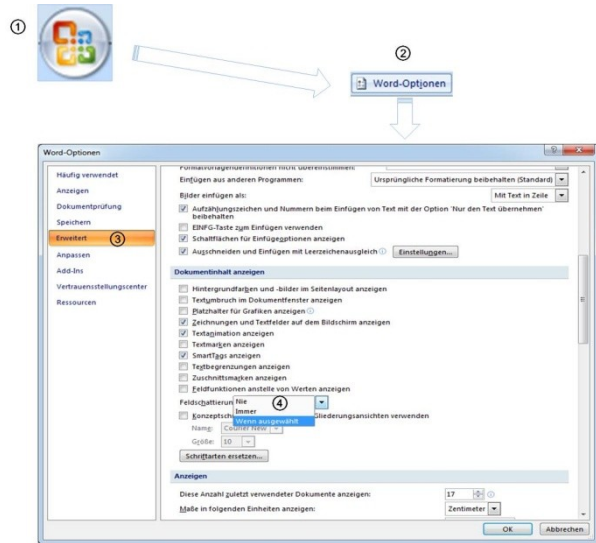 ①
②
Word-Optionen
Word-Optionen
Häufig verwendet
Anzeigen
Dokumentprüfung
Speichern
Erweitert ③
Anpassen
Add-Ins
Vertrauensstellungscenter
Ressourcen
Formatvorlagendefinitionen nicht übereinstimmen:
Einfügen aus anderen Programmen: Ursprüngliche Formatierung beibehalten (Standard)
Bilder einfügen als: Mit Text in Zeile
Aufzählungszeichen und Nummern beim Einfügen von Text mit der Option 'Nur den Text übernehmen'
beibehalten
EINFG-Taste zum Einfügen verwenden
Schaltflächen für Einfügeoptionen anzeigen
Ausschneiden und Einfügen mit Leerzeichenausgleich Einstellungen...
Dokumentinhalt anzeigen
Hintergrundfarben und -bilder im Seitenlayout anzeigen
Textumbruch im Dokumentfenster anzeigen
Platzhalter für Grafiken anzeigen
Zeichnungen und Textfelder auf dem Bildschirm anzeigen
Textanimation anzeigen
Textmarken anzeigen
SmartTags anzeigen
Textbegrenzungen anzeigen
Zuschnittsmarken anzeigen
Feldfunktionen anstelle von Werten anzeigen
Feldschattierun Nie ④
Immer
Wenn ausgewählt
Konzeptsch Gliederungsansichten verwenden
Name: Courier New
Größe: 10
Schriftarten ersetzen...
Anzeigen
Diese Anzahl zuletzt verwendeter Dokumente anzeigen: 17
Maße in folgenden Einheiten anzeigen: Zentimeter
OK Abbrechen